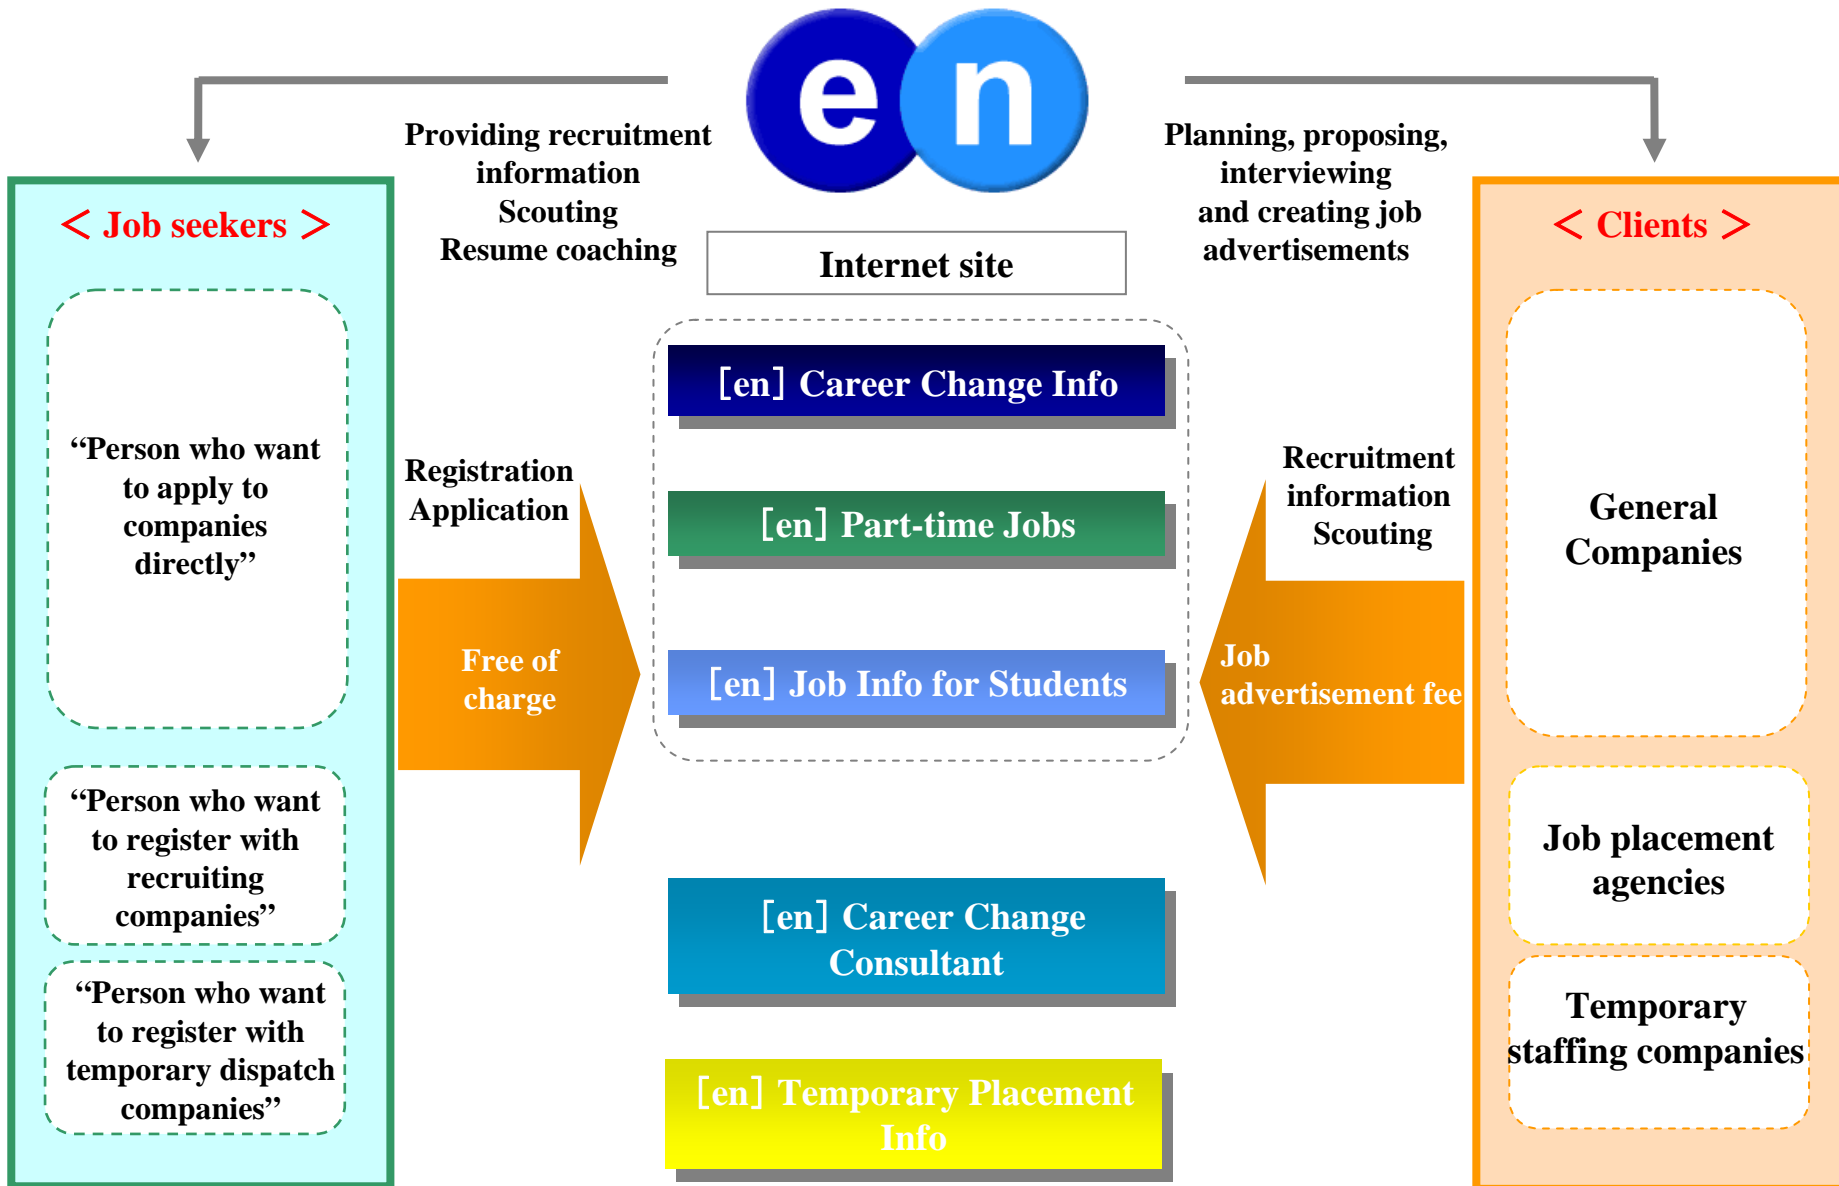 en
Providing recruitment
information
Scouting
Resume coaching
Planning, proposing,
interviewing
and creating job
advertisements
＜ Job seekers ＞
Internet site
＜ Clients ＞
“Person who want
to apply to
companies
directly”
Registration
Application
Free of
charge
“Person who want
to register with
recruiting
companies”
“Person who want
to register with
temporary dispatch
companies”
［en］Career Change Info
［en］Part-time Jobs
［en］Job Info for Students
［en］Career Change
Consultant
［en］Temporary Placement
Info
Recruitment
information
Scouting
Job
advertisement fee
General
Companies
Job placement
agencies
Temporary
staffing companies